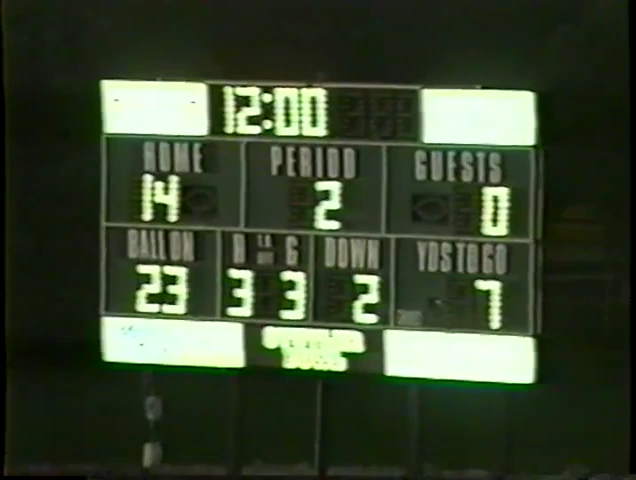 12:00
HOME PERIOD GUESTS
14 2 0
BALL ON DOWN YDS TO GO
23 3 3 2 7